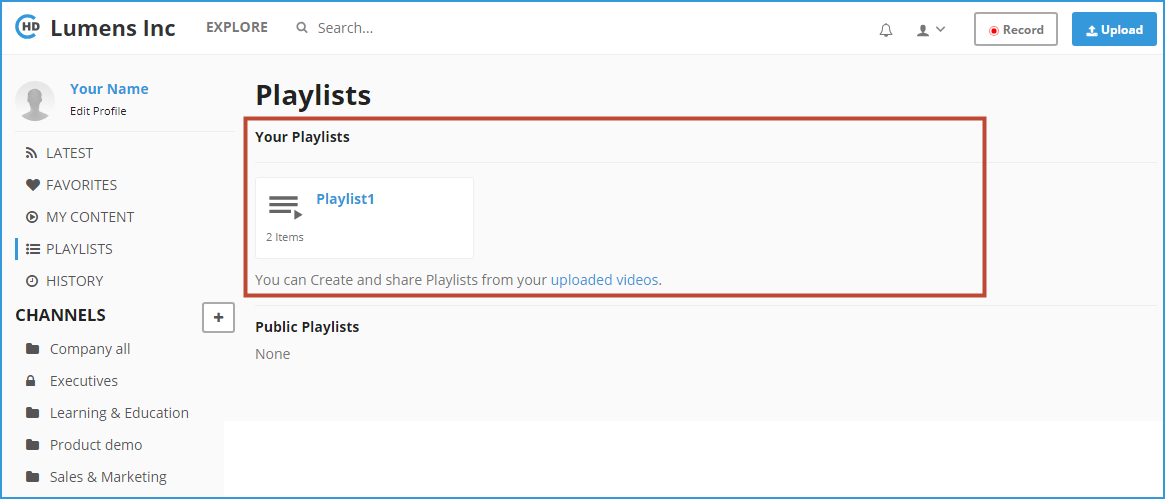 HD Lumens Inc EXPLORE Search... Record Upload
Your Name
Edit Profile
LATEST
FAVORITES
MY CONTENT
PLAYLISTS
HISTORY
CHANNELS +
Company all
Executives
Learning & Education
Product demo
Sales & Marketing
Playlists
Your Playlists
Playlist1
2 Items
You can Create and share Playlists from your uploaded videos.
Public Playlists
None